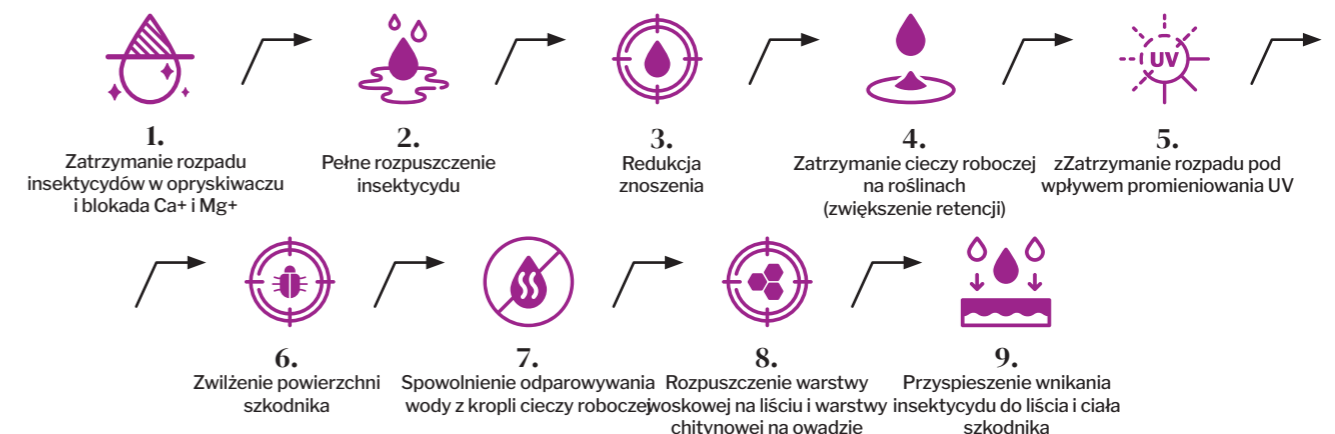 UV
1.
Zatrzymanie rozpadu
insektycydów w opryskiwaczu
i blokada Ca+ i Mg+
2.
Pełne rozpuszczenie
insektycydu
3.
Redukcja
znoszenia
4.
Zatrzymanie cieczy roboczej
na roślinach
(zwiększenie retencji)
5.
zZatrzymanie rozpadu pod
wpływem promieniowania UV
6.
Zwilżenie powierzchni
szkodnika
7.
Spowolnienie odparowywania
wody z kropli cieczy roboczej
8.
Rozpuszczenie warstwy
woskowej na liściu i warstwy
chitynowej na owadzie
9.
Przyspieszenie wnikania
insektycydu do liścia i ciała
szkodnika